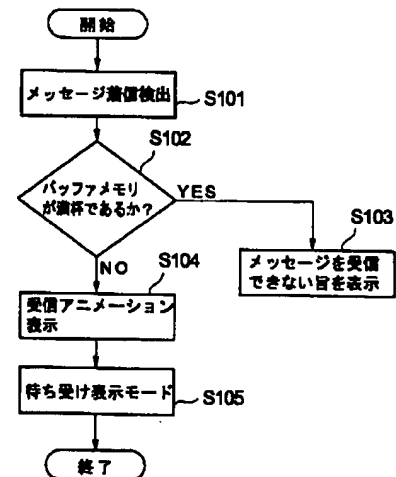 開始
メッセージ着信検出
S101
S102
バッファメモリ
が満杯であるか？
YES
S103
メッセージを受信
できない旨を表示
NO
S104
受信アニメーション
表示
待ち受け表示モード
S105
終了